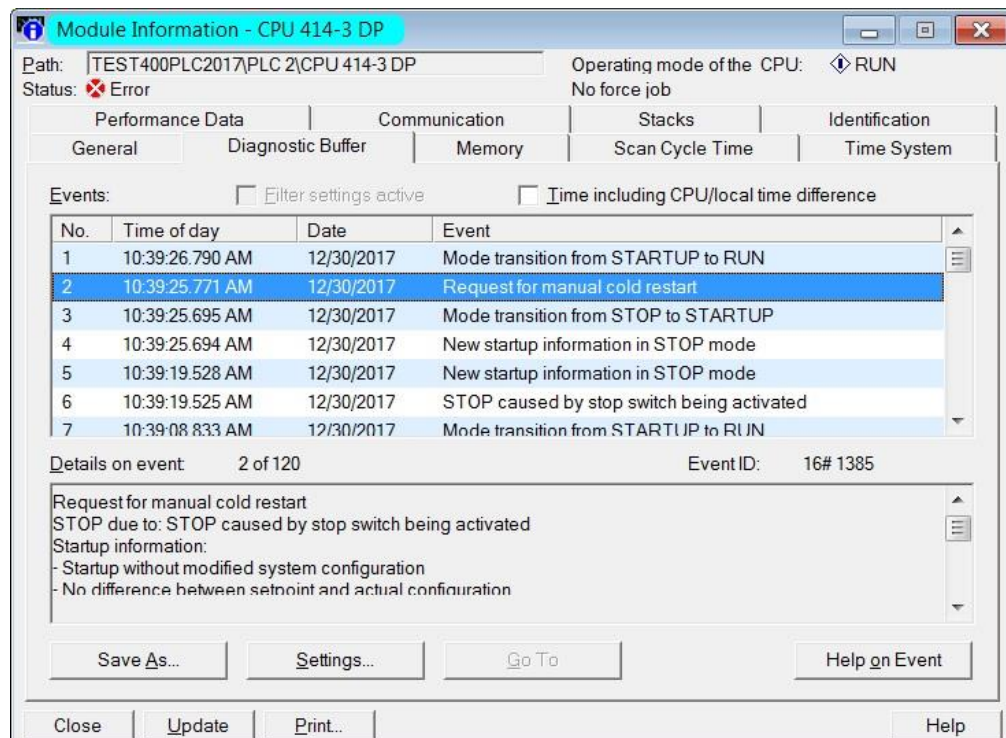 Module Information - CPU 414-3 DP
Path: TEST400PLC2017\PLC 2\CPU 414-3 DP Operating mode of the CPU: RUN
Status: Error No force job
Performance Data Communication Stacks Identification
General Diagnostic Buffer Memory Scan Cycle Time Time System
Events: Filter settings active Time including CPU/local time difference
No. Time of day Date Event
1 10:39:26.790 AM 12/30/2017 Mode transition from STARTUP to RUN
2 10:39:25.771 AM 12/30/2017 Request for manual cold restart
3 10:39:25.695 AM 12/30/2017 Mode transition from STOP to STARTUP
4 10:39:25.694 AM 12/30/2017 New startup information in STOP mode
5 10:39:19.528 AM 12/30/2017 New startup information in STOP mode
6 10:39:19.525 AM 12/30/2017 STOP caused by stop switch being activated
7 10:39:08.833 AM 12/30/2017 Mode transition from STARTUP to RUN
Details on event: 2 of 120 Event ID: 16# 1385
Request for manual cold restart
STOP due to: STOP caused by stop switch being activated
Startup information:
- Startup without modified system configuration
- No difference between setpoint and actual configuration
Save As... Settings... Go To Help on Event
Close Update Print... Help